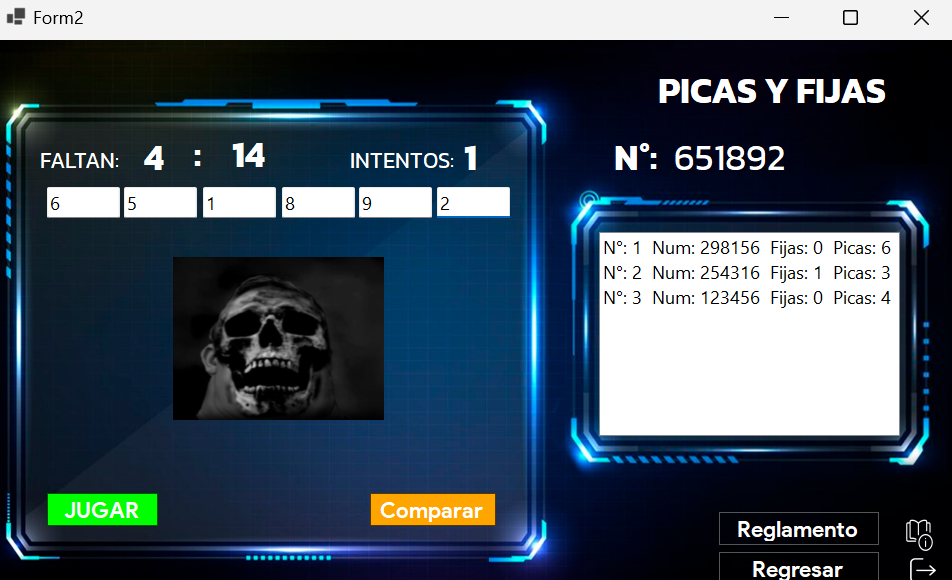 Form2
PICAS Y FIJAS
FALTAN: 4 : 14 INTENTOS: 1
N°: 651892
6 5 1 8 9 2
N°: 1 Num: 298156 Fijas: 0 Picas: 6
N°: 2 Num: 254316 Fijas: 1 Picas: 3
N°: 3 Num: 123456 Fijas: 0 Picas: 4
JUGAR
Comparar
Reglamento
Regresar